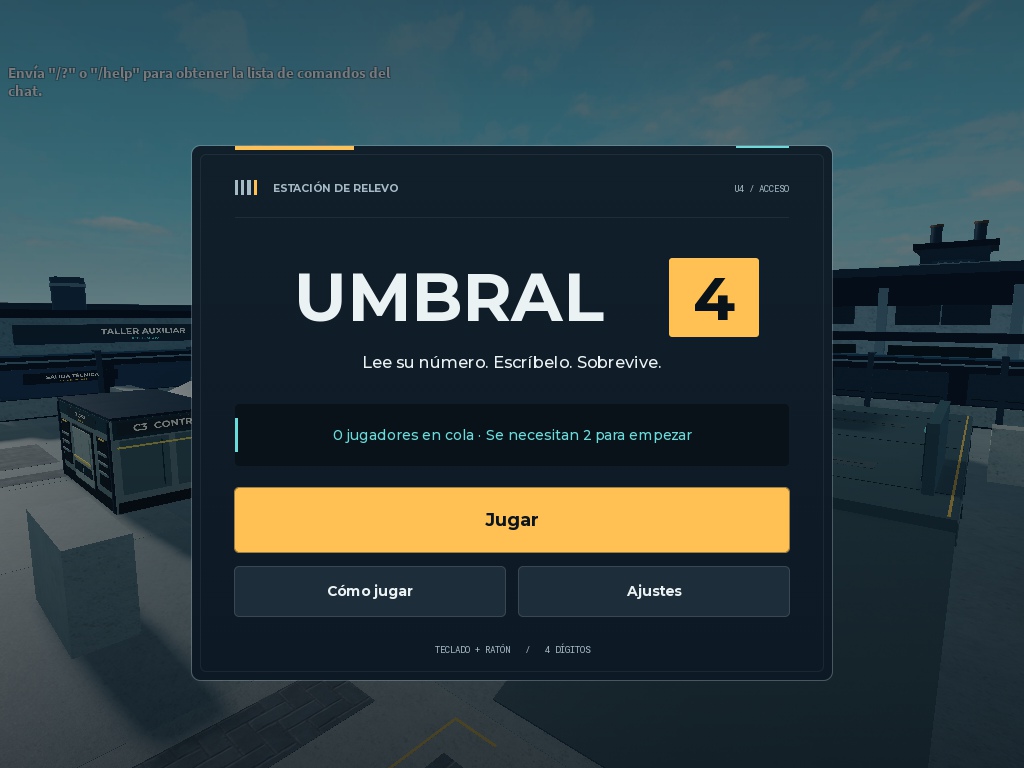 Envía "/?" o "/help" para obtener la lista de comandos del
chat.
ESTACIÓN DE RELEVO
U4 / ACCESO
UMBRAL 4
Lee su número. Escríbelo. Sobrevive.
TALLER AUXILIAR
SALIDA TÉCNICA
C3 CONTR
0 jugadores en cola · Se necesitan 2 para empezar
Jugar
Cómo jugar
Ajustes
TECLADO + RATÓN / 4 DÍGITOS